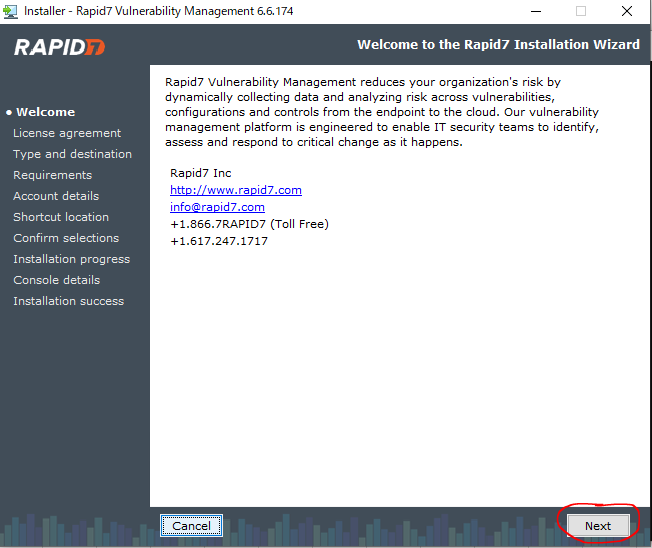 Installer - Rapid7 Vulnerability Management 6.6.174
RAPID7
Welcome to the Rapid7 Installation Wizard
Welcome
License agreement
Type and destination
Requirements
Account details
Shortcut location
Confirm selections
Installation progress
Console details
Installation success
Rapid7 Vulnerability Management reduces your organization's risk by
dynamically collecting data and analyzing risk across vulnerabilities,
configurations and controls from the endpoint to the cloud. Our vulnerability
management platform is engineered to enable IT security teams to identify,
assess and respond to critical change as it happens.
Rapid7 Inc
http://www.rapid7.com
info@rapid7.com
+1.866.7RAPID7 (Toll Free)
+1.617.247.1717
Cancel
Next